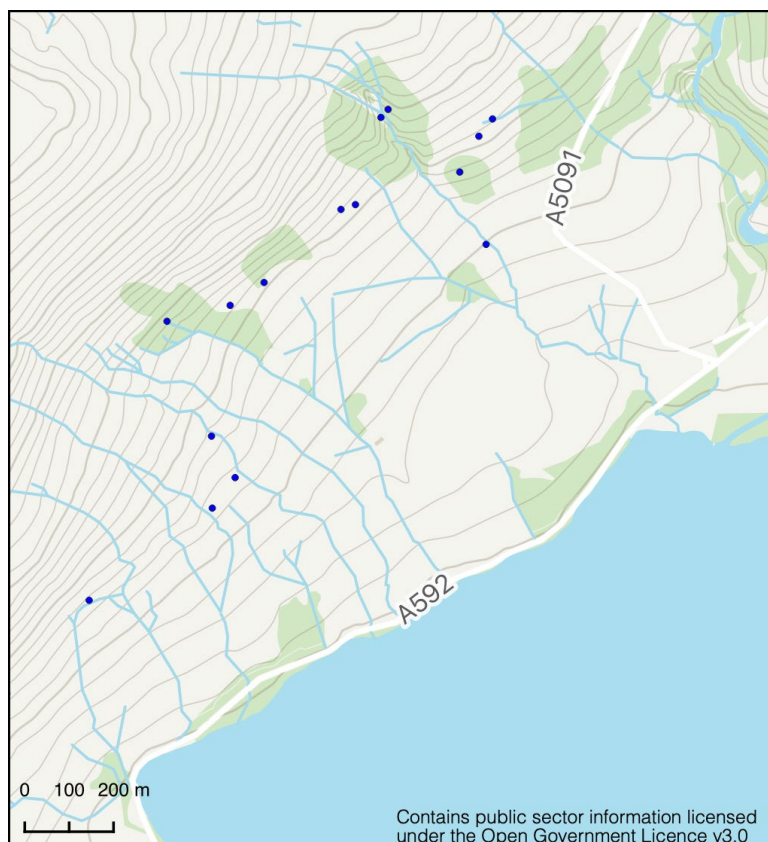 A5091
A592
0 100 200 m
Contains public sector information licensed
under the Open Government Licence v3.0